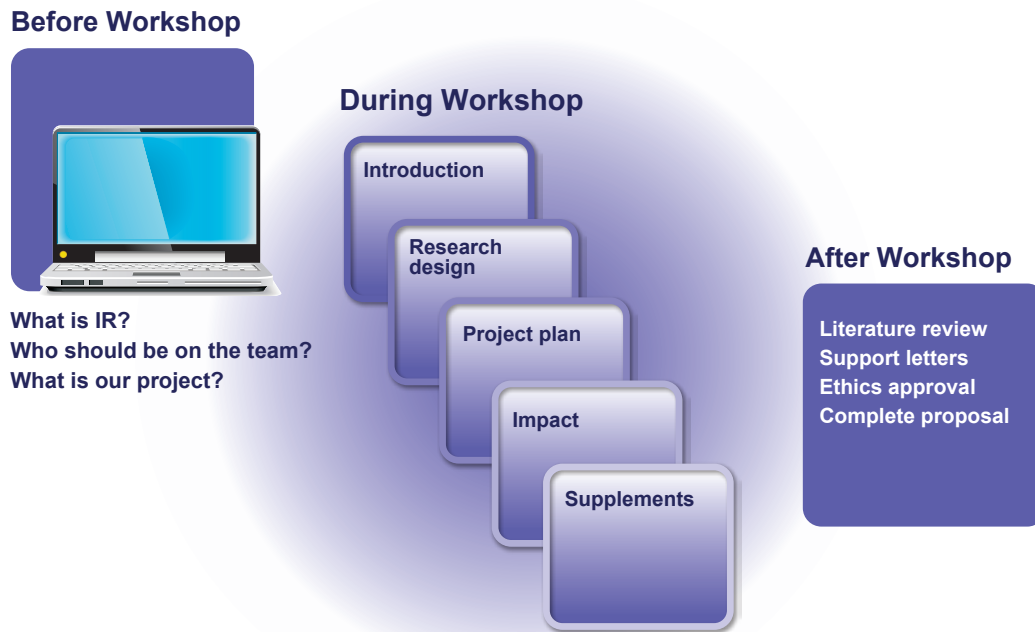 Before Workshop
What is IR?
Who should be on the team?
What is our project?
During Workshop
Introduction
Research
design
Project plan
Impact
Supplements
After Workshop
Literature review
Support letters
Ethics approval
Complete proposal